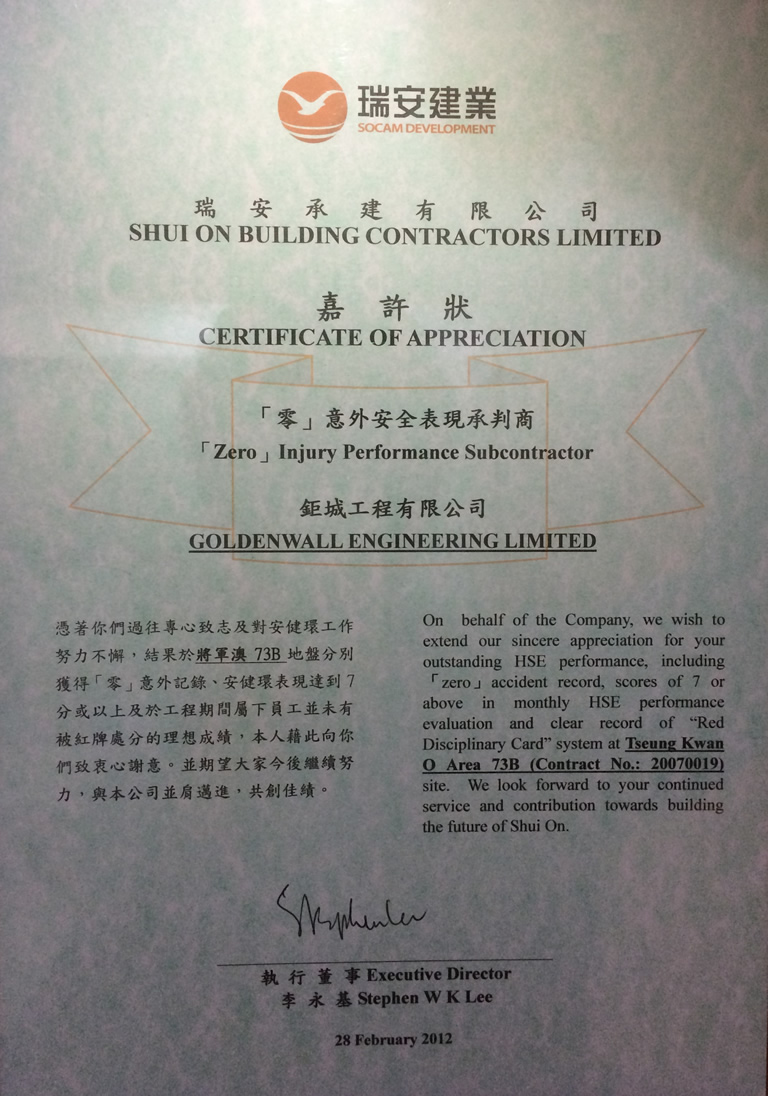 瑞安建業
SOCAM DEVELOPMENT
瑞安承建有限公司
SHUI ON BUILDING CONTRACTORS LIMITED
嘉許狀
CERTIFICATE OF APPRECIATION
「零」意外安全表現承判商
「Zero」Injury Performance Subcontractor
鉅城工程有限公司
GOLDENWALL ENGINEERING LIMITED
憑著你們過往專心致志及對安健環工作
努力不懈，結果於將軍澳 73B 地盤分別
獲得「零」意外記錄、安健環表現達到 7
分或以上及於工程期間屬下員工並未有
被紅牌處分的理想成績，本人藉此向你
們致衷心謝意。並期望大家今後繼續努
力，與本公司並肩邁進，共創佳績。
On behalf of the Company, we wish to
extend our sincere appreciation for your
outstanding HSE performance, including
「zero」accident record, scores of 7 or
above in monthly HSE performance
evaluation and clear record of “Red
Disciplinary Card” system at Tseung Kwan
O Area 73B (Contract No.: 20070019)
site. We look forward to your continued
service and contribution towards building
the future of Shui On.
Stephen Lee
執行董事 Executive Director
李永基 Stephen W K Lee
28 February 2012